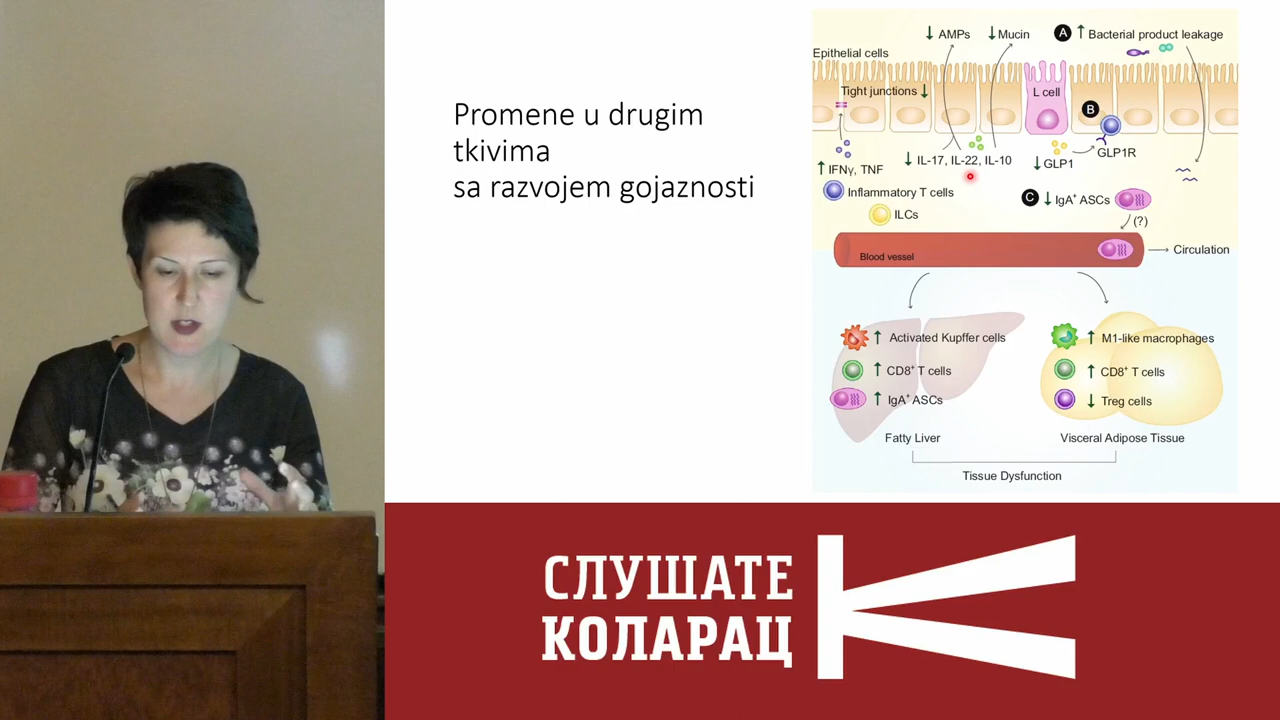 Promene u drugim
tkivima
sa razvojem gojaznosti
↓ AMPs
↓ Mucin
A ↑ Bacterial product leakage
Epithelial cells
Tight junctions ↓
L cell
B
↑ IFNγ, TNF
↓ IL-17, IL-22, IL-10
↓ GLP1
GLP1R
Inflammatory T cells
ILCs
C ↓ IgA⁺ ASCs
(?)
Blood vessel
Circulation
↑ Activated Kupffer cells
↑ CD8⁺ T cells
↑ IgA⁺ ASCs
Fatty Liver
↑ M1-like macrophages
↑ CD8⁺ T cells
↓ Treg cells
Visceral Adipose Tissue
Tissue Dysfunction
СЛУШАТЕ
КОЛАРАЦ